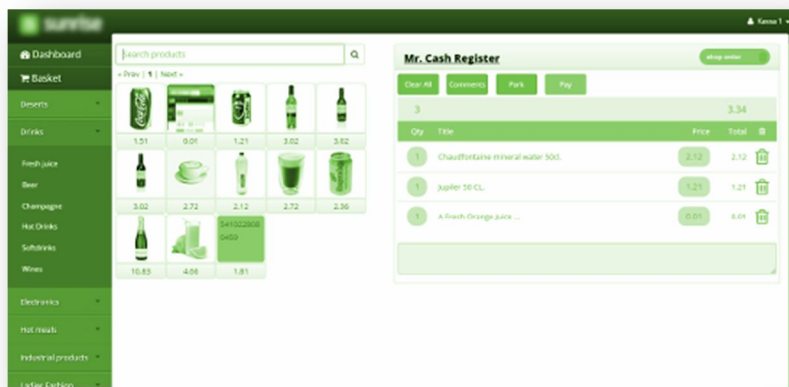 sunrise
Kassa 1
Dashboard
Basket
Deserts
Drinks
Fresh juice
Beer
Champagne
Hot Drinks
Softdrinks
Wines
Electronics
Hot meals
Industrial products
Ladies Fashion
Search products
« Prev | 1 | Next »
1.51 0.01 1.21 3.02 3.02
3.02 2.72 2.12 2.72 2.36
541022808
0459
10.83 4.06 1.81
Mr. Cash Register
shop order
Clear All Comments Park Pay
3 3.34
Qty Title Price Total
1 Chaudfontaine mineral water 50cl. 2.12 2.12
1 Jupiler 50 CL. 1.21 1.21
1 A Fresh Orange Juice ... 0.01 0.01